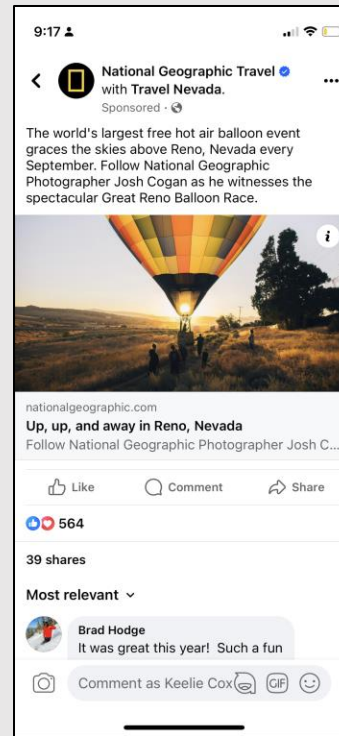 9:17
National Geographic Travel
with Travel Nevada.
Sponsored ·
The world's largest free hot air balloon event
graces the skies above Reno, Nevada every
September. Follow National Geographic
Photographer Josh Cogan as he witnesses the
spectacular Great Reno Balloon Race.
i
nationalgeographic.com
Up, up, and away in Reno, Nevada
Follow National Geographic Photographer Josh C...
Like Comment Share
564
39 shares
Most relevant
Brad Hodge
It was great this year! Such a fun
Comment as Keelie Cox GIF